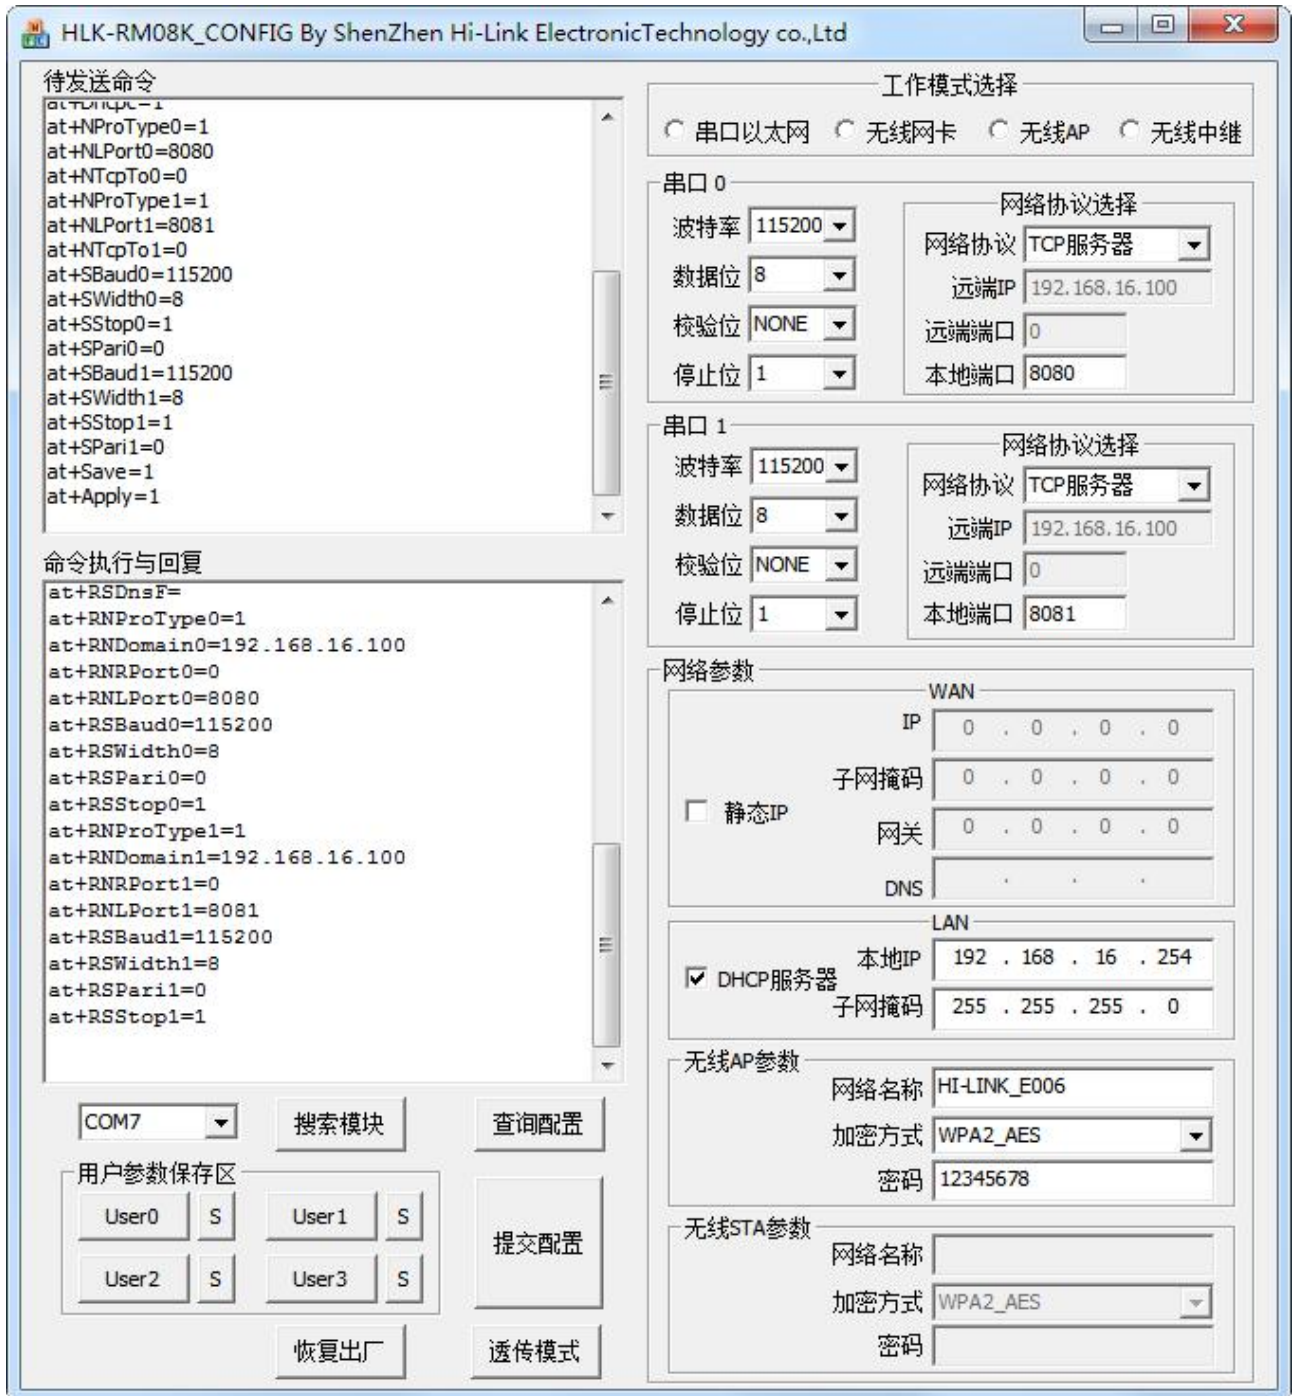 HLK-RM08K_CONFIG By ShenZhen Hi-Link ElectronicTechnology co.,Ltd
待发送命令
at+Dhcpc=1
at+NProType0=1
at+NLPort0=8080
at+NTcpTo0=0
at+NProType1=1
at+NLPort1=8081
at+NTcpTo1=0
at+SBaud0=115200
at+SWidth0=8
at+SStop0=1
at+SPari0=0
at+SBaud1=115200
at+SWidth1=8
at+SStop1=1
at+SPari1=0
at+Save=1
at+Apply=1
命令执行与回复
at+RSDnsF=
at+RNProType0=1
at+RNDomain0=192.168.16.100
at+RNRPort0=0
at+RNLPort0=8080
at+RSBaud0=115200
at+RSWidth0=8
at+RSPari0=0
at+RSStop0=1
at+RNProType1=1
at+RNDomain1=192.168.16.100
at+RNRPort1=0
at+RNLPort1=8081
at+RSBaud1=115200
at+RSWidth1=8
at+RSPari1=0
at+RSStop1=1
COM7 搜索模块 查询配置
用户参数保存区
User0 S User1 S
User2 S User3 S
提交配置
恢复出厂 透传模式
工作模式选择
串口以太网 无线网卡 无线AP 无线中继
串口 0
波特率 115200
数据位 8
校验位 NONE
停止位 1
网络协议选择
网络协议 TCP服务器
远端IP 192.168.16.100
远端端口 0
本地端口 8080
串口 1
波特率 115200
数据位 8
校验位 NONE
停止位 1
网络协议选择
网络协议 TCP服务器
远端IP 192.168.16.100
远端端口 0
本地端口 8081
网络参数
WAN
静态IP
IP 0 . 0 . 0 . 0
子网掩码 0 . 0 . 0 . 0
网关 0 . 0 . 0 . 0
DNS . . .
LAN
DHCP服务器
本地IP 192 . 168 . 16 . 254
子网掩码 255 . 255 . 255 . 0
无线AP参数
网络名称 HI-LINK_E006
加密方式 WPA2_AES
密码 12345678
无线STA参数
网络名称
加密方式 WPA2_AES
密码